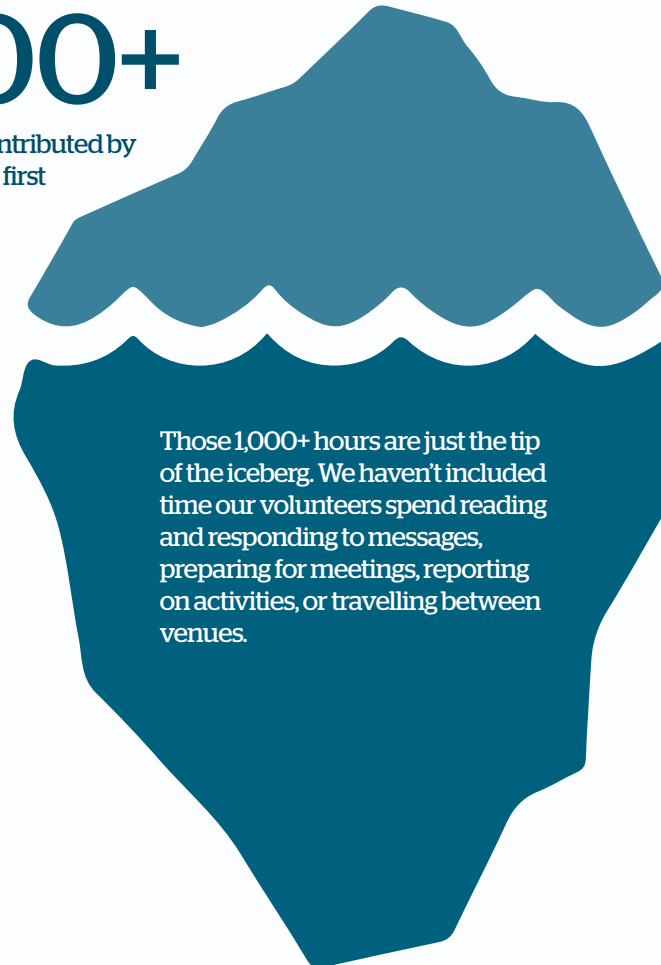 00+
ntributed by
first
Those 1,000+ hours are just the tip
of the iceberg. We haven’t included
time our volunteers spend reading
and responding to messages,
preparing for meetings, reporting
on activities, or travelling between
venues.